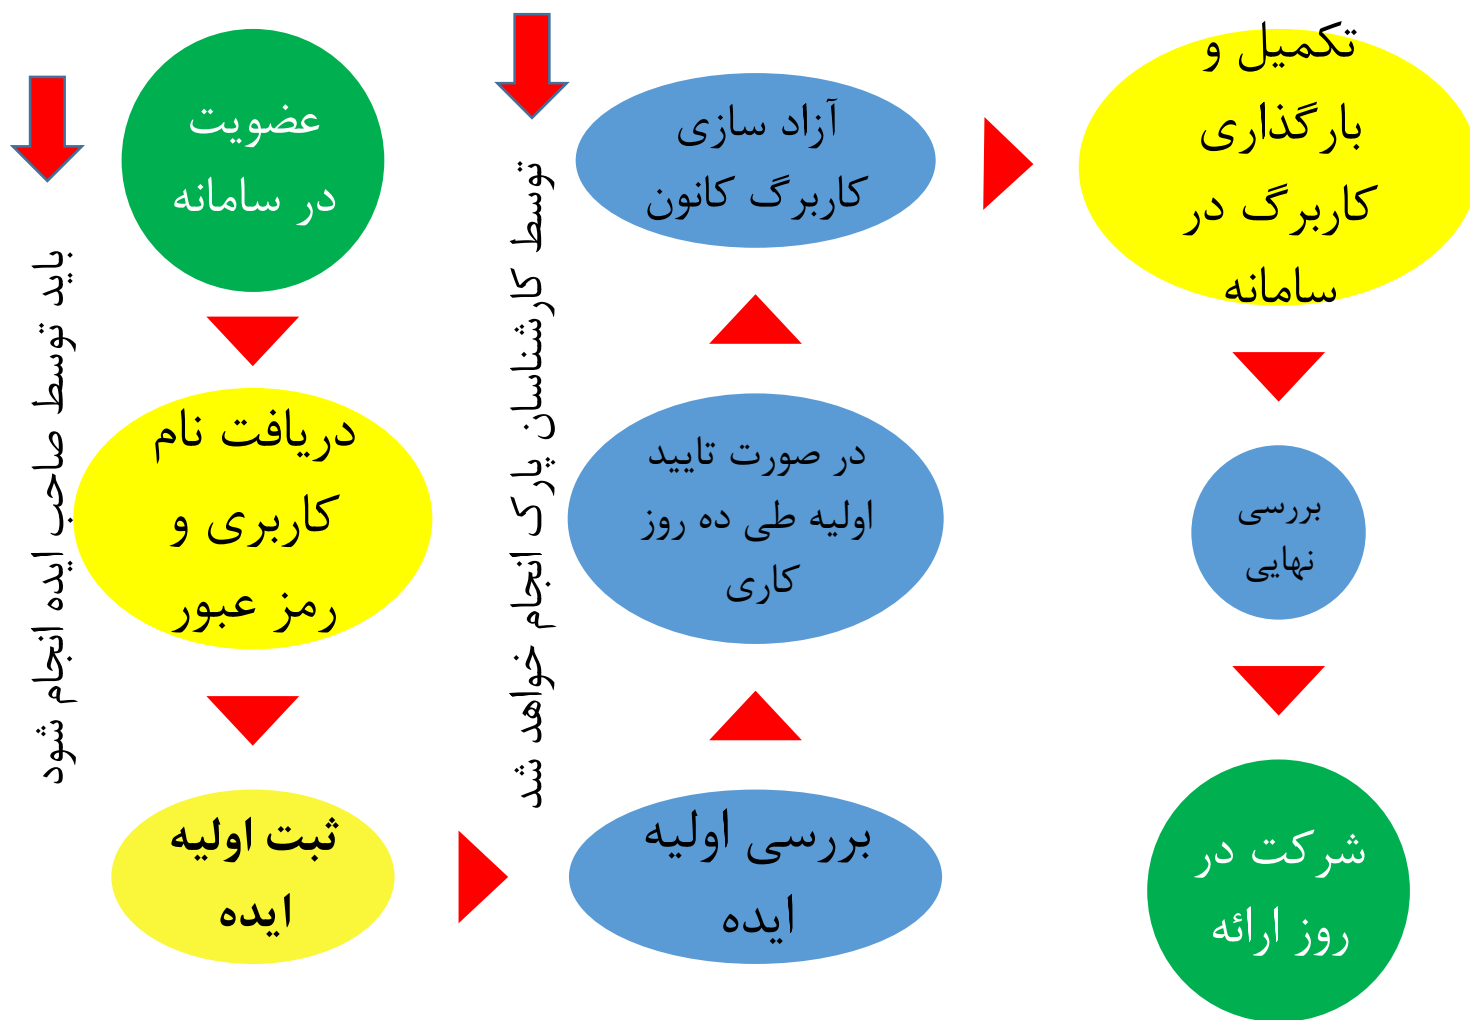 باید توسط صاحب ایده انجام شود
عضویت
در سامانه
دریافت نام
کاربری و
رمز عبور
ثبت اولیه
ایده
توسط کارشناسان پارک انجام خواهد شد
بررسی اولیه
ایده
در صورت تایید
اولیه طی ده روز
کاری
آزاد سازی
کاربرگ کانون
تکمیل و
بارگذاری
کاربرگ در
سامانه
بررسی
نهایی
شرکت در
روز ارائه